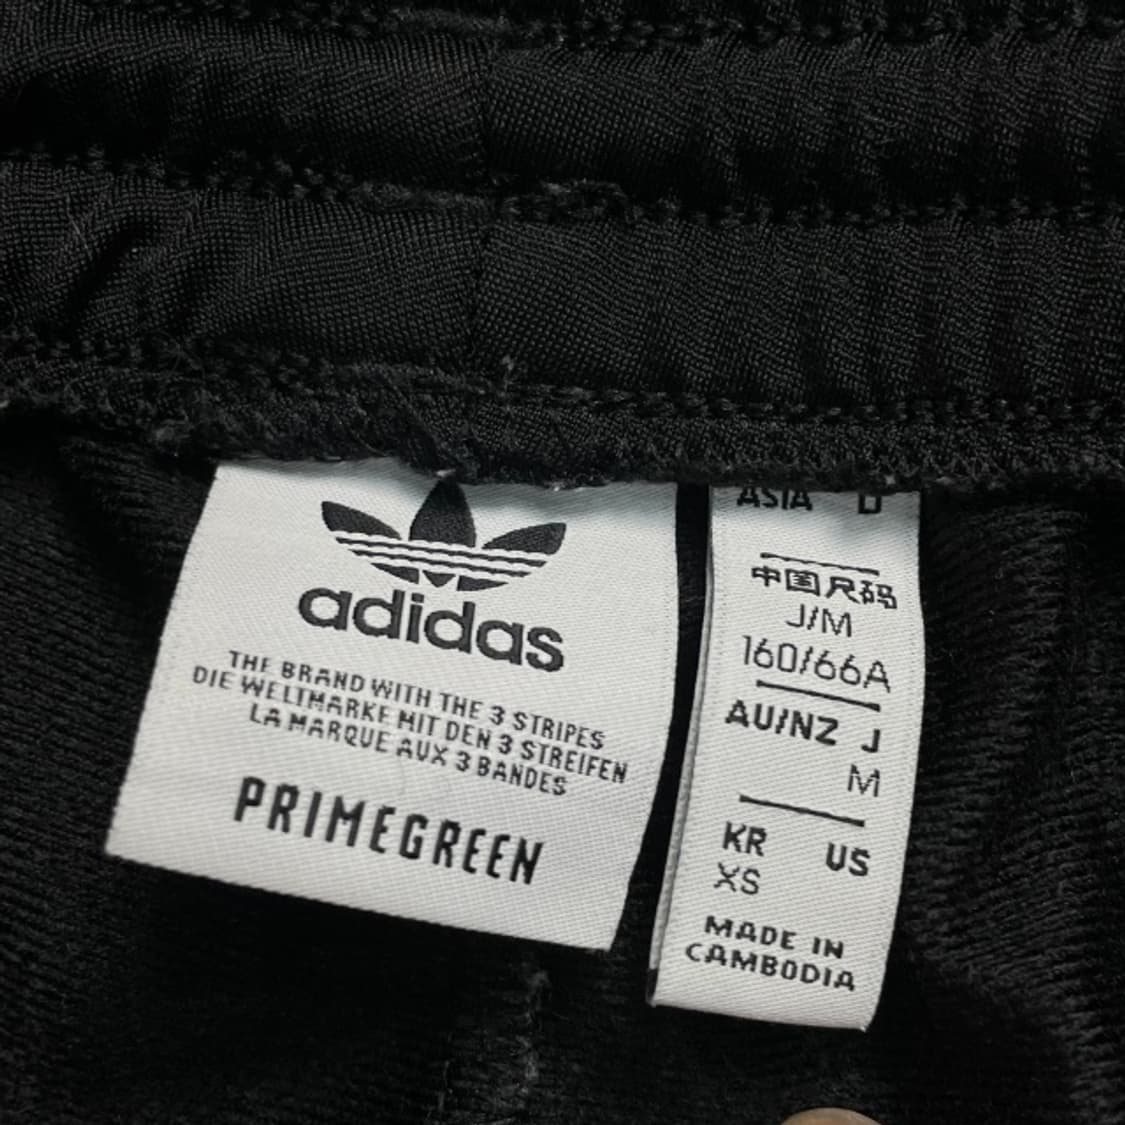 adidas
THE BRAND WITH THE 3 STRIPES
DIE WELTMARKE MIT DEN 3 STREIFEN
LA MARQUE AUX 3 BANDES
PRIMEGREEN
ASIA
中国尺码
J/M
160/66A
AU/NZ J
M
KR US
XS
MADE IN
CAMBODIA